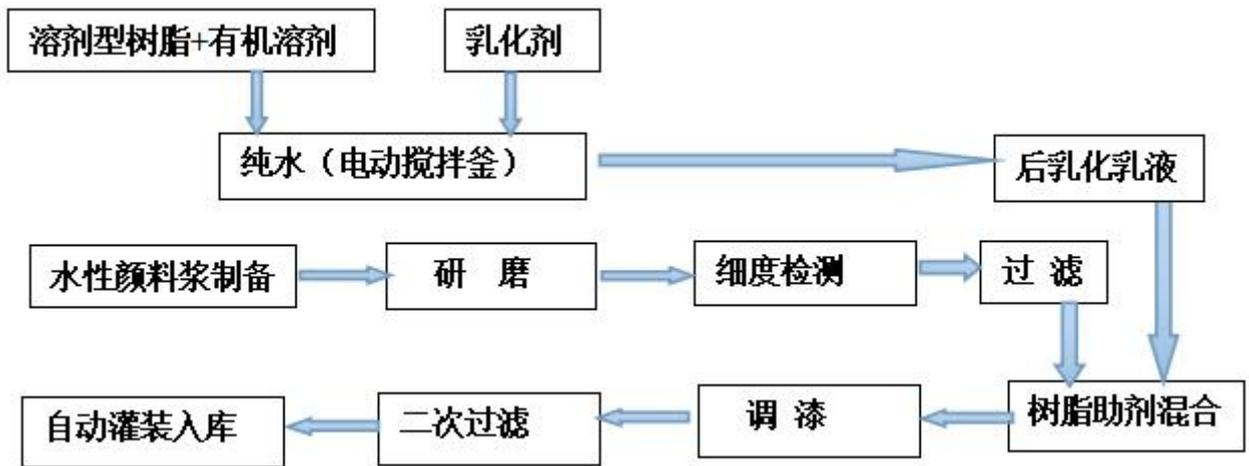 溶剂型树脂+有机溶剂
乳化剂
纯水（电动搅拌釜）
后乳化乳液
水性颜料浆制备
研 磨
细度检测
过 滤
树脂助剂混合
调 漆
二次过滤
自动灌装入库